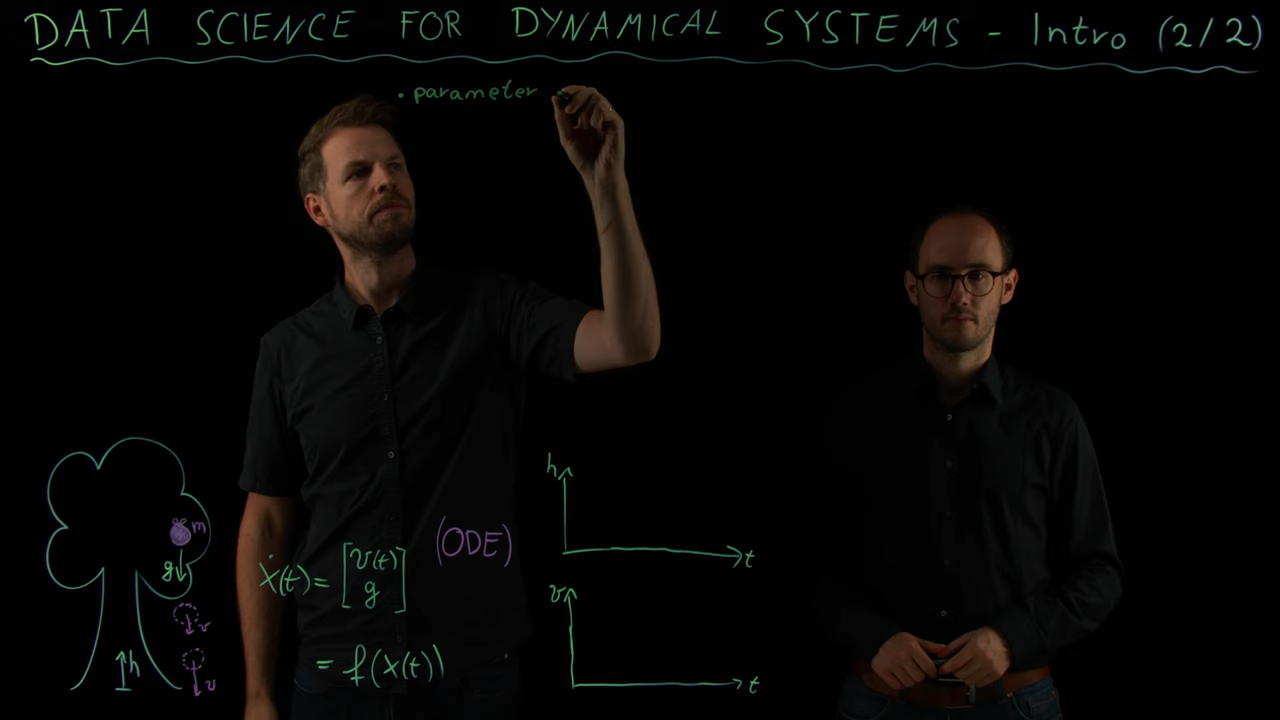 DATA SCIENCE FOR DYNAMICAL SYSTEMS - Intro (2/2)
• parameter
m
g
v
v
h
ẋ(t) = [v(t) g]
(ODE)
= f(x(t))
h
t
v
t